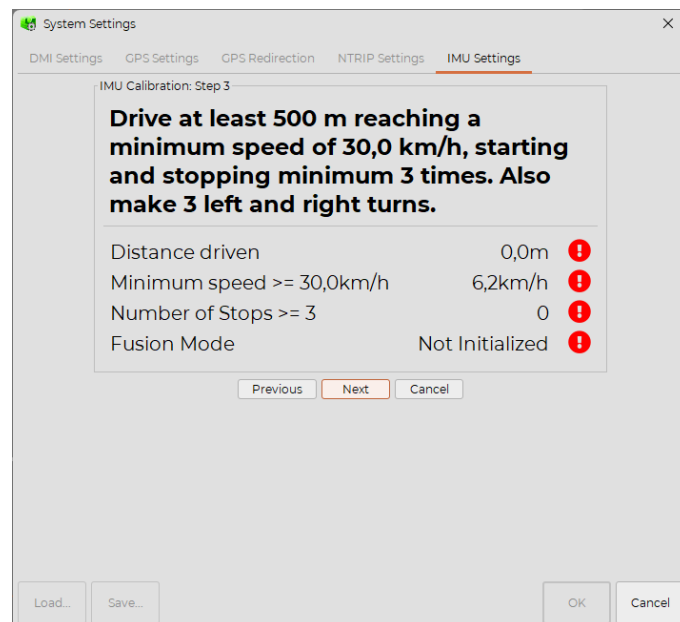 System Settings
DMI Settings GPS Settings GPS Redirection NTRIP Settings IMU Settings
IMU Calibration: Step 3
Drive at least 500 m reaching a
minimum speed of 30,0 km/h, starting
and stopping minimum 3 times. Also
make 3 left and right turns.
Distance driven 0,0m
Minimum speed >= 30,0km/h 6,2km/h
Number of Stops >= 3 0
Fusion Mode Not Initialized
Previous Next Cancel
Load... Save... OK Cancel